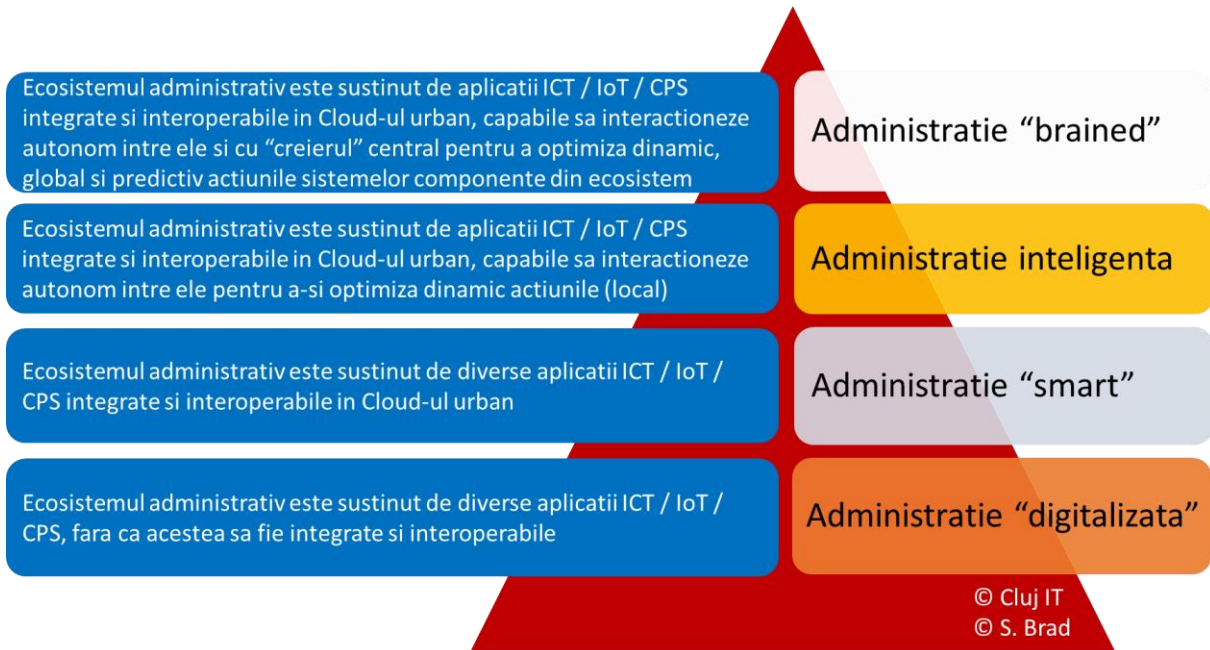 Ecosistemul administrativ este sustinut de aplicatii ICT / IoT / CPS
integrate si interoperabile in Cloud-ul urban, capabile sa interactioneze
autonom intre ele si cu “creierul” central pentru a optimiza dinamic,
global si predictiv actiunile sistemelor componente din ecosistem
Administratie “brained”
Ecosistemul administrativ este sustinut de aplicatii ICT / IoT / CPS
integrate si interoperabile in Cloud-ul urban, capabile sa interactioneze
autonom intre ele pentru a-si optimiza dinamic actiunile (local)
Administratie inteligenta
Ecosistemul administrativ este sustinut de diverse aplicatii ICT / IoT /
CPS integrate si interoperabile in Cloud-ul urban
Administratie “smart”
Ecosistemul administrativ este sustinut de diverse aplicatii ICT / IoT /
CPS, fara ca acestea sa fie integrate si interoperabile
Administratie “digitalizata”
© Cluj IT
© S. Brad